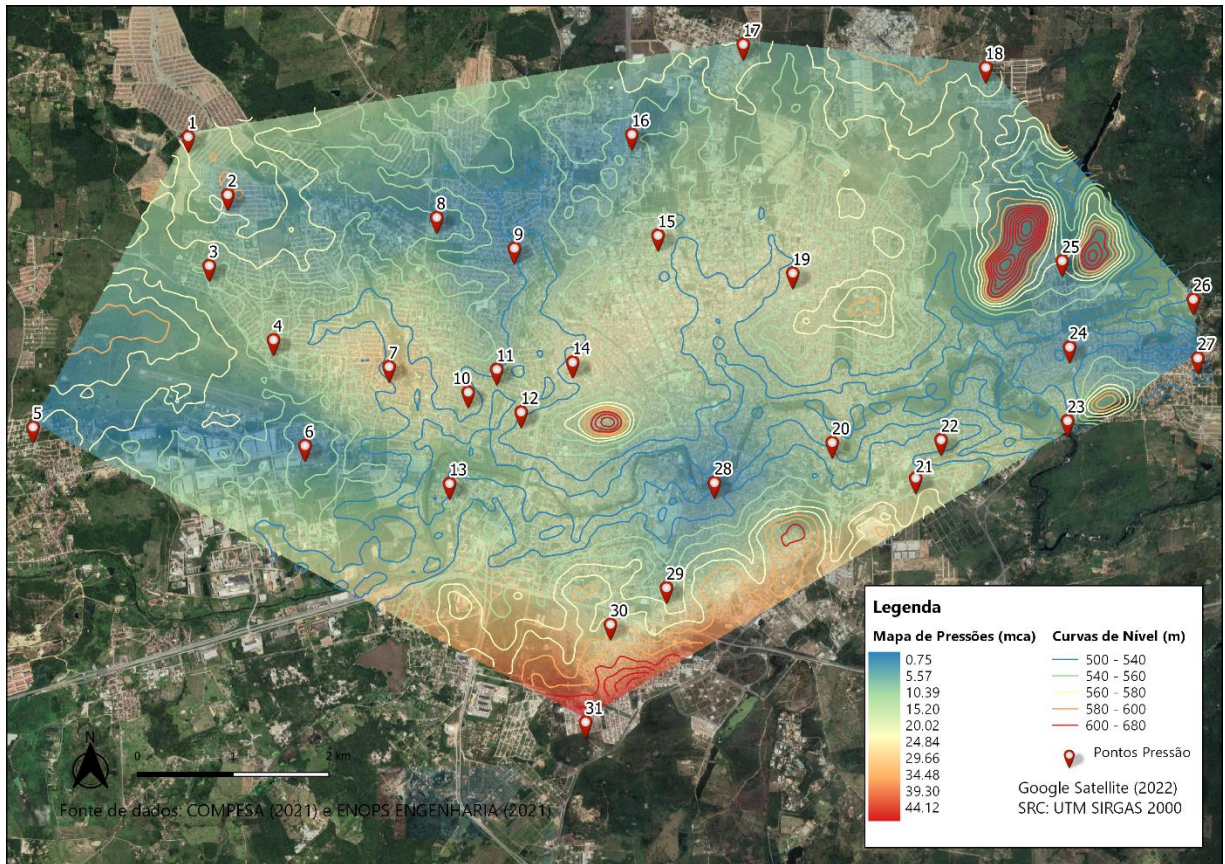 17
18
1
16
2
8
15
9
25
3
19
26
4
24
14
27
7
11
10
12
5
23
22
20
6
28
21
13
29
30
31
N
0 1 2 km
Fonte de dados: COMPESA (2021) e ENOPS ENGENHARIA (2021)
Legenda
Mapa de Pressões (mca)
0.75
5.57
10.39
15.20
20.02
24.84
29.66
34.48
39.30
44.12
Curvas de Nível (m)
500 - 540
540 - 560
560 - 580
580 - 600
600 - 680
Pontos Pressão
Google Satellite (2022)
SRC: UTM SIRGAS 2000